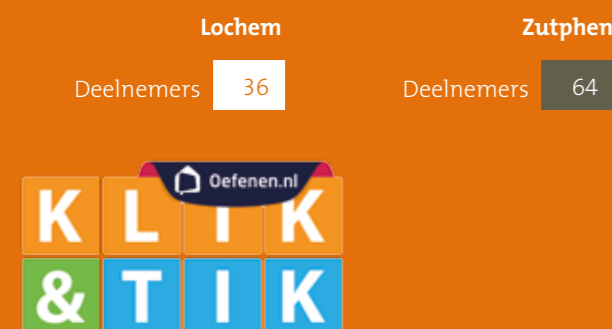 Lochem Zutphen
Deelnemers 36 Deelnemers 64
Oefenen.nl
KLIK
& TIK